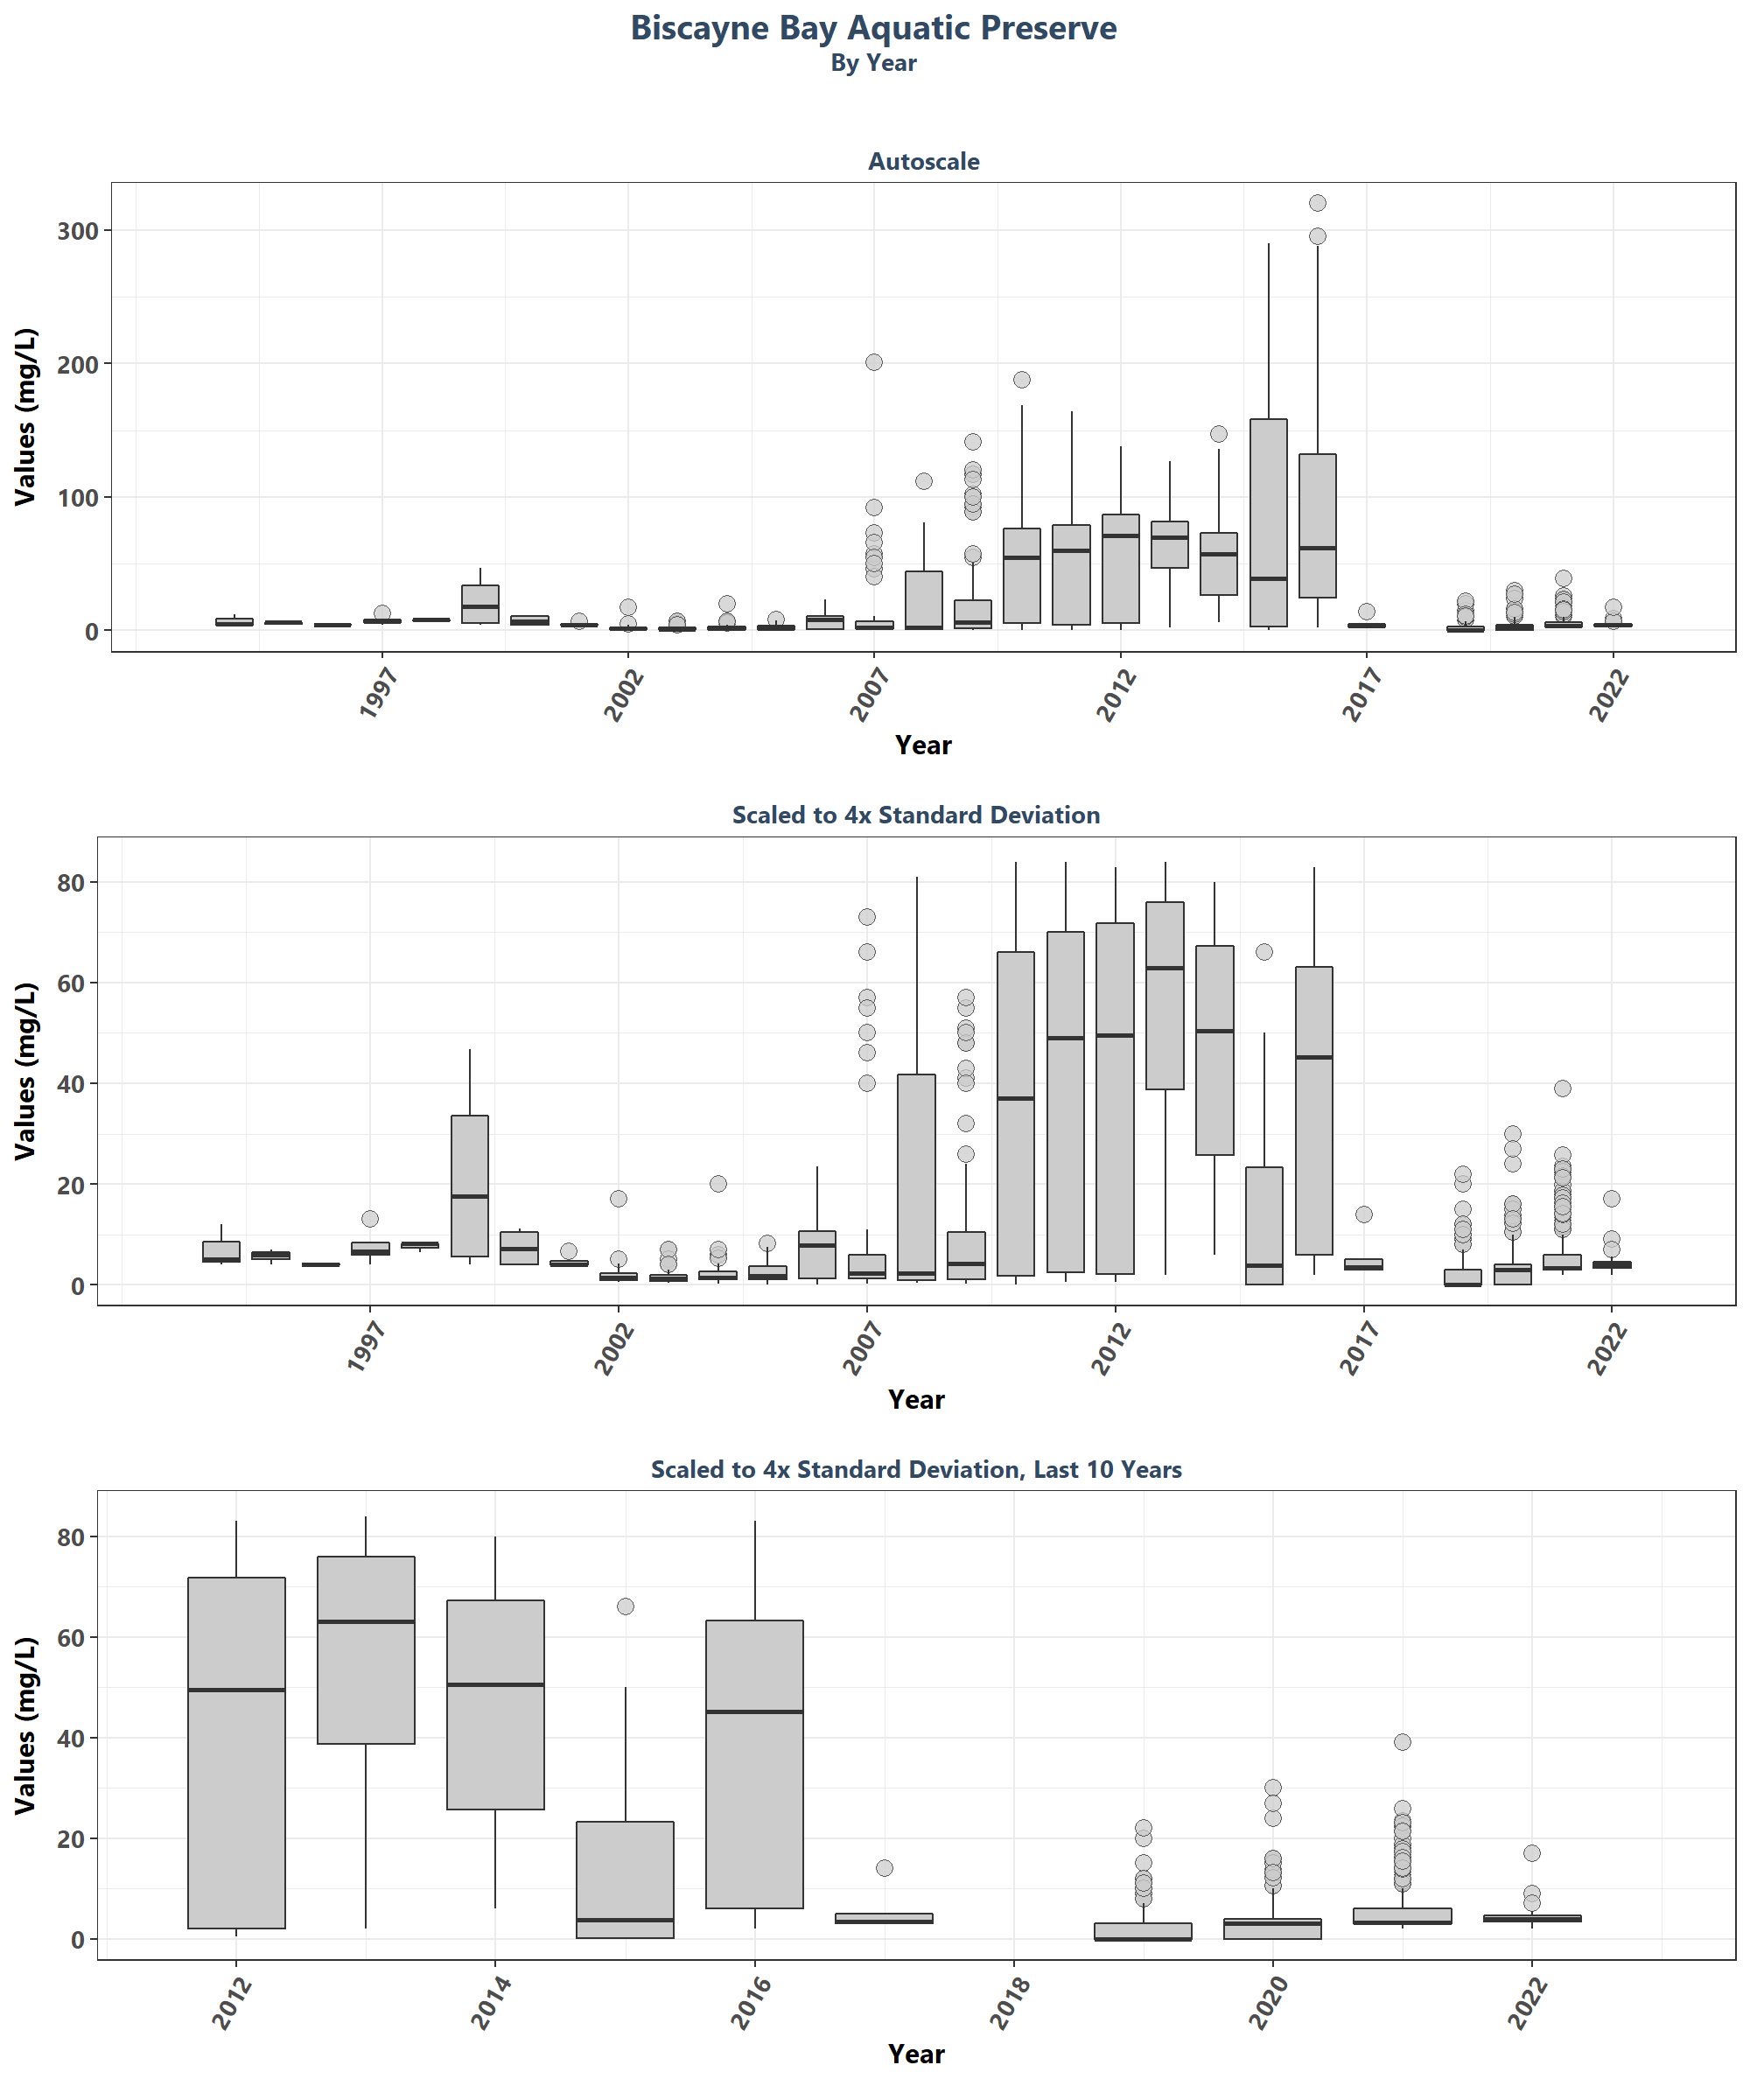 Biscayne Bay Aquatic Preserve
By Year
Autoscale
Values (mg/L)
300
200
100
0
1997
2002
2007
2012
2017
2022
Year
Scaled to 4x Standard Deviation
Values (mg/L)
80
60
40
20
0
1997
2002
2007
2012
2017
2022
Year
Scaled to 4x Standard Deviation, Last 10 Years
Values (mg/L)
80
60
40
20
0
2012
2014
2016
2018
2020
2022
Year